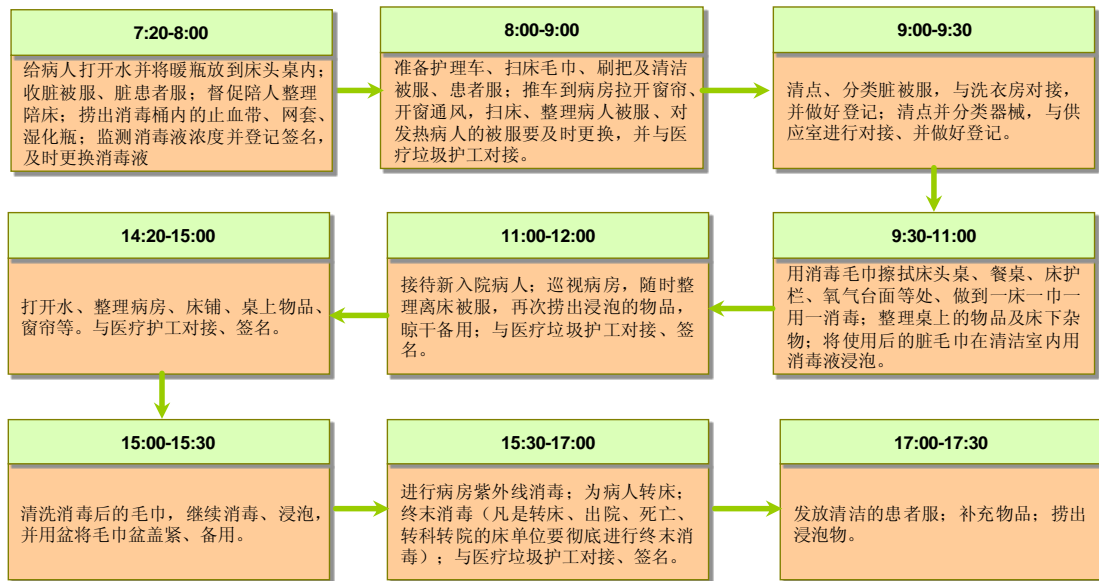 7:20-8:00
给病人打开水并将暖瓶放到床头桌内；
收脏被服、脏患者服；督促陪人整理
陪床；捞出消毒桶内的止血带、网套、
湿化瓶；监测消毒液浓度并登记签名，
及时更换消毒液
8:00-9:00
准备护理车、扫床毛巾、刷把及清洁
被服、患者服；推车到病房拉开窗帘、
开窗通风，扫床、整理病人被服、对
发热病人的被服要及时更换，并与医
疗垃圾护工对接。
9:00-9:30
清点、分类脏被服，与洗衣房对接，
并做好登记；清点并分类器械，与供
应室进行对接、并做好登记。
9:30-11:00
用消毒毛巾擦拭床头桌、餐桌、床护
栏、氧气台面等处、做到一床一巾一
用一消毒；整理桌上的物品及床下杂
物；将使用后的脏毛巾在清洁室内用
消毒液浸泡。
11:00-12:00
接待新入院病人；巡视病房，随时整
理离床被服，再次捞出浸泡的物品，
晾干备用；与医疗垃圾护工对接、签
名。
14:20-15:00
打开水、整理病房、床铺、桌上物品、
窗帘等。与医疗护工对接、签名。
15:00-15:30
清洗消毒后的毛巾，继续消毒、浸泡，
并用盆将毛巾盆盖紧、备用。
15:30-17:00
进行病房紫外线消毒；为病人转床；
终末消毒（凡是转床、出院、死亡、
转科转院的床单位要彻底进行终末消
毒）；与医疗垃圾护工对接、签名。
17:00-17:30
发放清洁的患者服；补充物品；捞出
浸泡物。